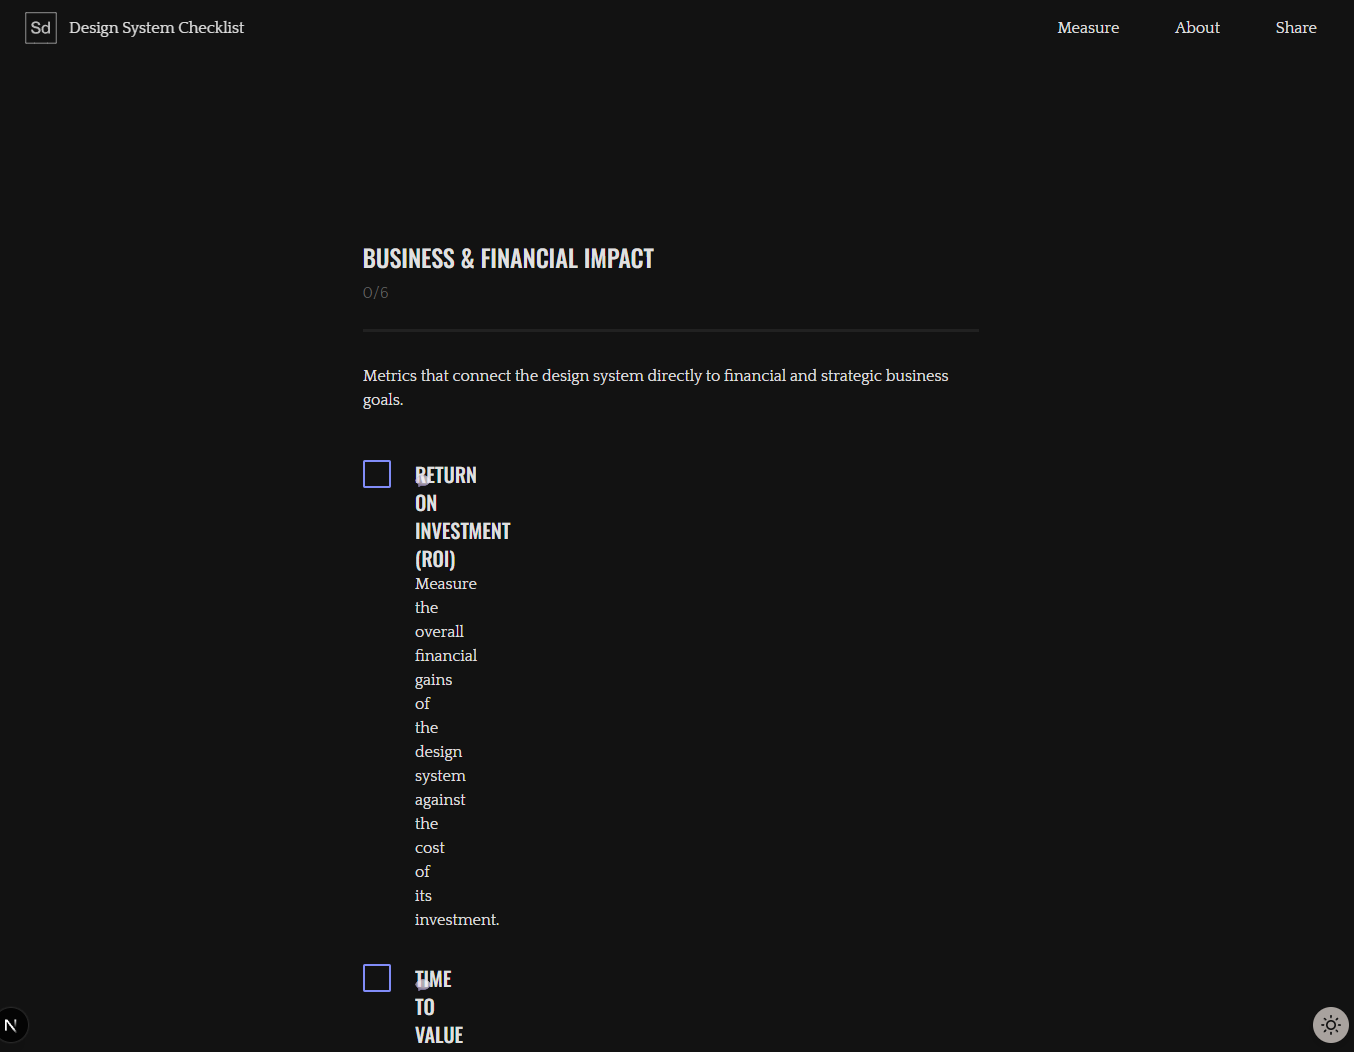 Sd Design System Checklist Measure About Share
BUSINESS & FINANCIAL IMPACT
0/6
Metrics that connect the design system directly to financial and strategic business
goals.
RETURN
ON
INVESTMENT
(ROI)
Measure
the
overall
financial
gains
of
the
design
system
against
the
cost
of
its
investment.
TIME
TO
VALUE
N